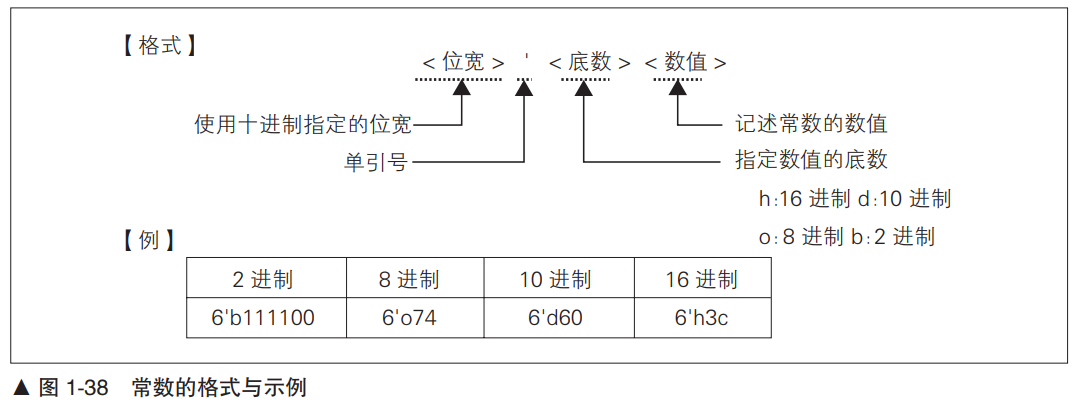 【格式】
<位宽> ' <底数> <数值>
使用十进制指定的位宽
记述常数的数值
单引号
指定数值的底数
h:16 进制 d:10 进制
o:8 进制 b:2 进制
【例】
2 进制 8 进制 10 进制 16 进制
6'b111100 6'o74 6'd60 6'h3c
▲ 图 1-38 常数的格式与示例